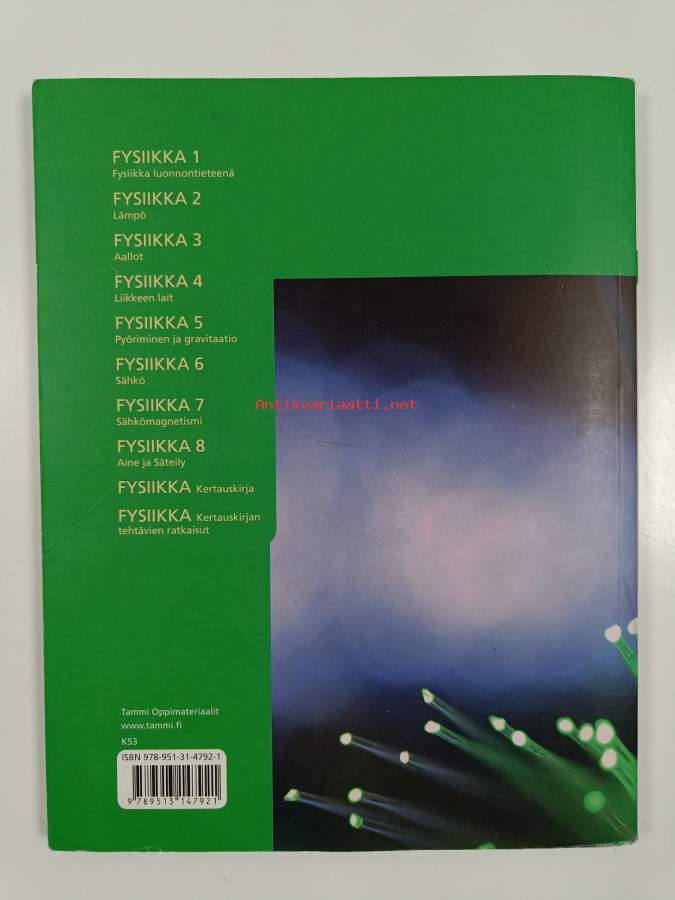 FYSIIKKA 1
Fysiikka luonnontieteenä
FYSIIKKA 2
Lämpö
FYSIIKKA 3
Aallot
FYSIIKKA 4
Liikkeen lait
FYSIIKKA 5
Pyöriminen ja gravitaatio
FYSIIKKA 6
Sähkö
FYSIIKKA 7
Sähkömagnetismi
FYSIIKKA 8
Aine ja Säteily
FYSIIKKA Kertauskirja
FYSIIKKA Kertauskirjan
tehtävien ratkaisut
Antikvariaatti.net
Tammi Oppimateriaalit
www.tammi.fi
K53
ISBN 978-951-31-4792-1
9 789513 147921